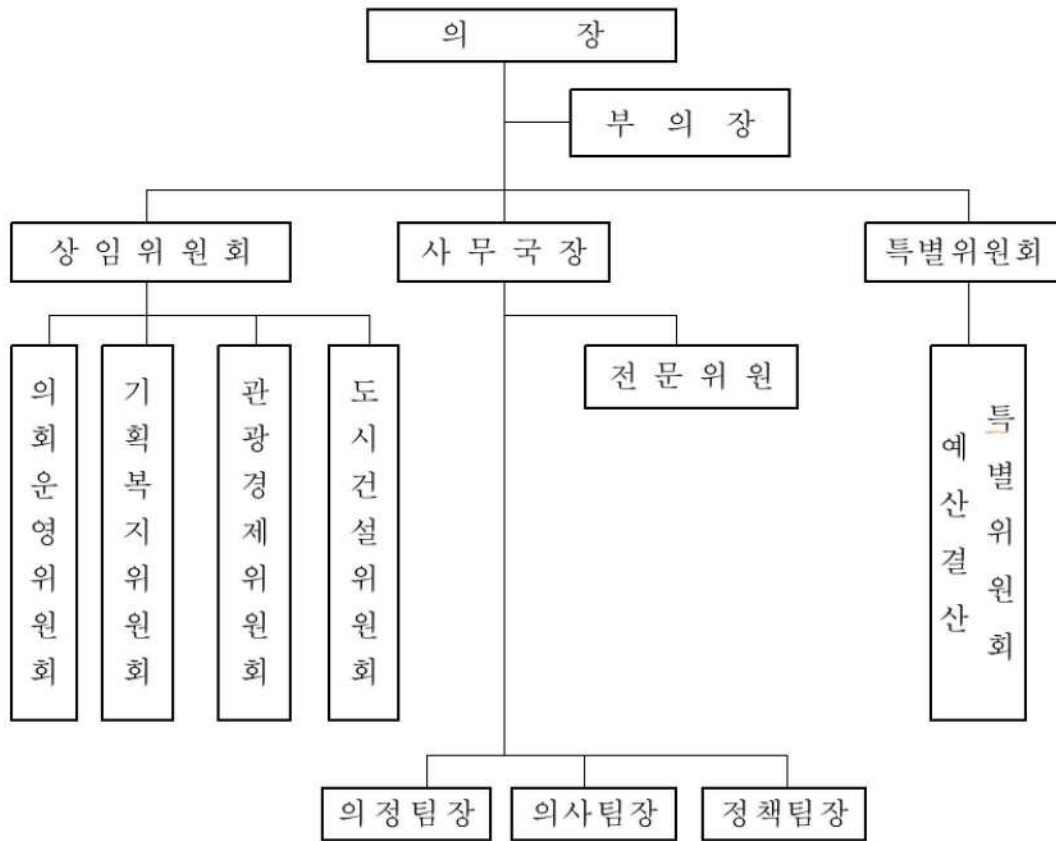 의 장
부 의 장
상 임 위 원 회
사 무 국 장
특별위원회
의회운영위원회
기획복지위원회
관광경제위원회
도시건설위원회
전 문 위 원
예산결산
특별위원회
의정팀장
의사팀장
정책팀장